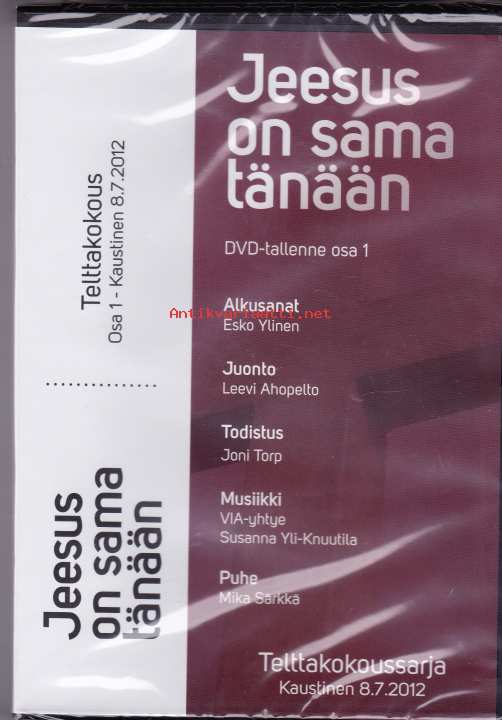 Telttakokous
Osa 1 - Kaustinen 8.7.2012
Jeesus
on sama
tänään
Jeesus
on sama
tänään
DVD-tallenne osa 1
Alkusanat
Antikvariaatti.net
Esko Ylinen
Juonto
Leevi Ahopelto
Todistus
Joni Torp
Musiikki
VIA-yhtye
Susanna Yli-Knuutila
Puhe
Mika Särkkä
Telttakokoussarja
Kaustinen 8.7.2012